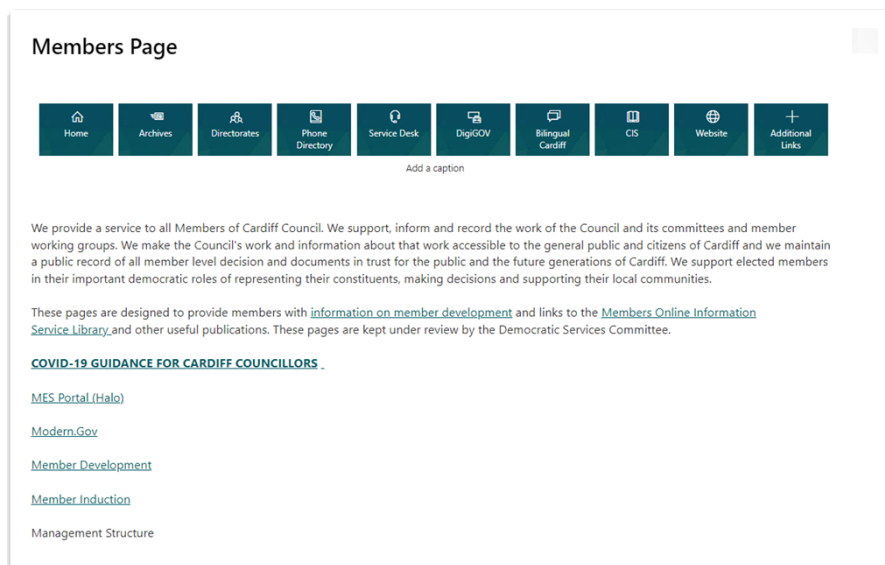 Members Page
Home
Archives
Directorates
Phone
Directory
Service Desk
DigiGOV
Bilingual
Cardiff
CIS
Website
Additional
Links
Add a caption
We provide a service to all Members of Cardiff Council. We support, inform and record the work of the Council and its committees and member
working groups. We make the Council's work and information about that work accessible to the general public and citizens of Cardiff and we maintain
a public record of all member level decision and documents in trust for the public and the future generations of Cardiff. We support elected members
in their important democratic roles of representing their constituents, making decisions and supporting their local communities.
These pages are designed to provide members with information on member development and links to the Members Online Information
Service Library and other useful publications. These pages are kept under review by the Democratic Services Committee.
COVID-19 GUIDANCE FOR CARDIFF COUNCILLORS
MES Portal (Halo)
Modern.Gov
Member Development
Member Induction
Management Structure